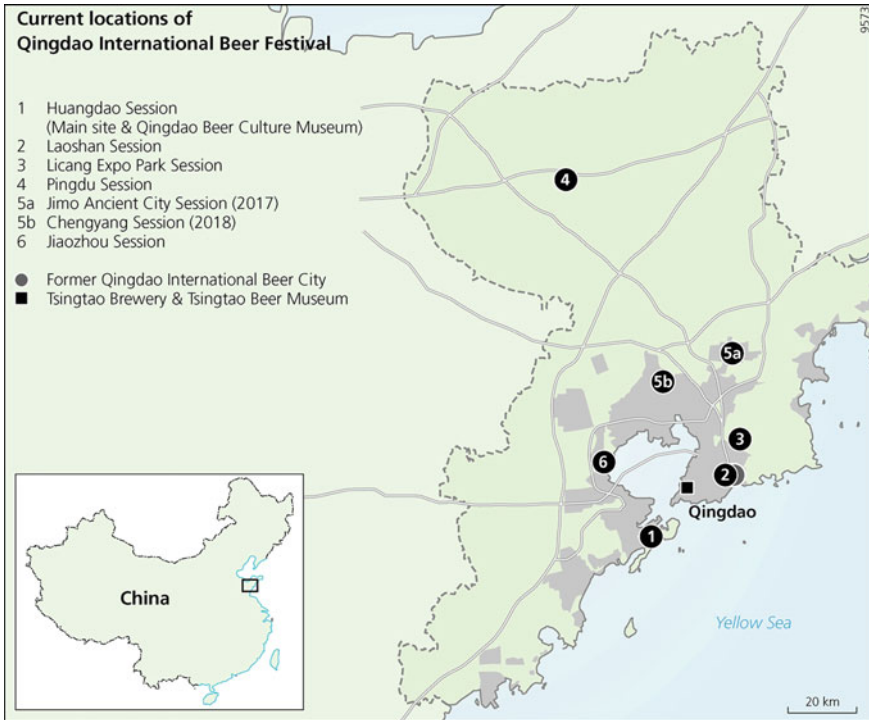 Current locations of
Qingdao International Beer Festival
1 Huangdao Session
(Main site & Qingdao Beer Culture Museum)
2 Laoshan Session
3 Licang Expo Park Session
4 Pingdu Session
5a Jimo Ancient City Session (2017)
5b Chengyang Session (2018)
6 Jiaozhou Session
Former Qingdao International Beer City
Tsingtao Brewery & Tsingtao Beer Museum
9573
4
5a
5b
3
6
2
Qingdao
1
China
Yellow Sea
20 km